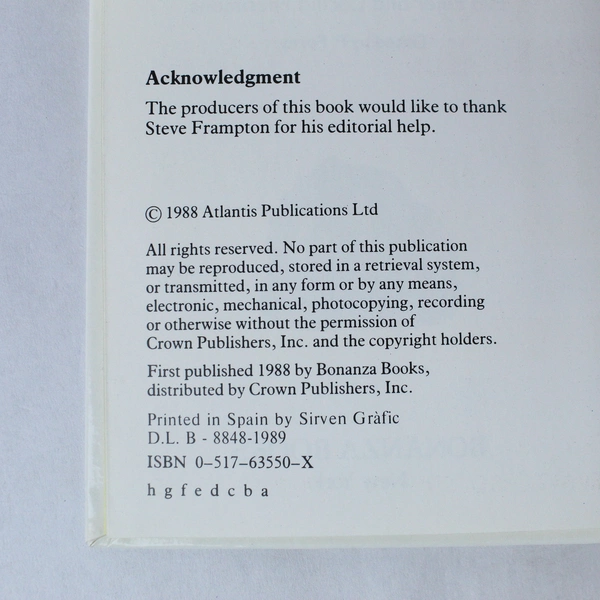 Acknowledgment
The producers of this book would like to thank
Steve Frampton for his editorial help.
© 1988 Atlantis Publications Ltd
All rights reserved. No part of this publication
may be reproduced, stored in a retrieval system,
or transmitted, in any form or by any means,
electronic, mechanical, photocopying, recording
or otherwise without the permission of
Crown Publishers, Inc. and the copyright holders.
First published 1988 by Bonanza Books,
distributed by Crown Publishers, Inc.
Printed in Spain by Sirven Gràfic
D.L. B - 8848-1989
ISBN 0–517–63550–X
h g f e d c b a